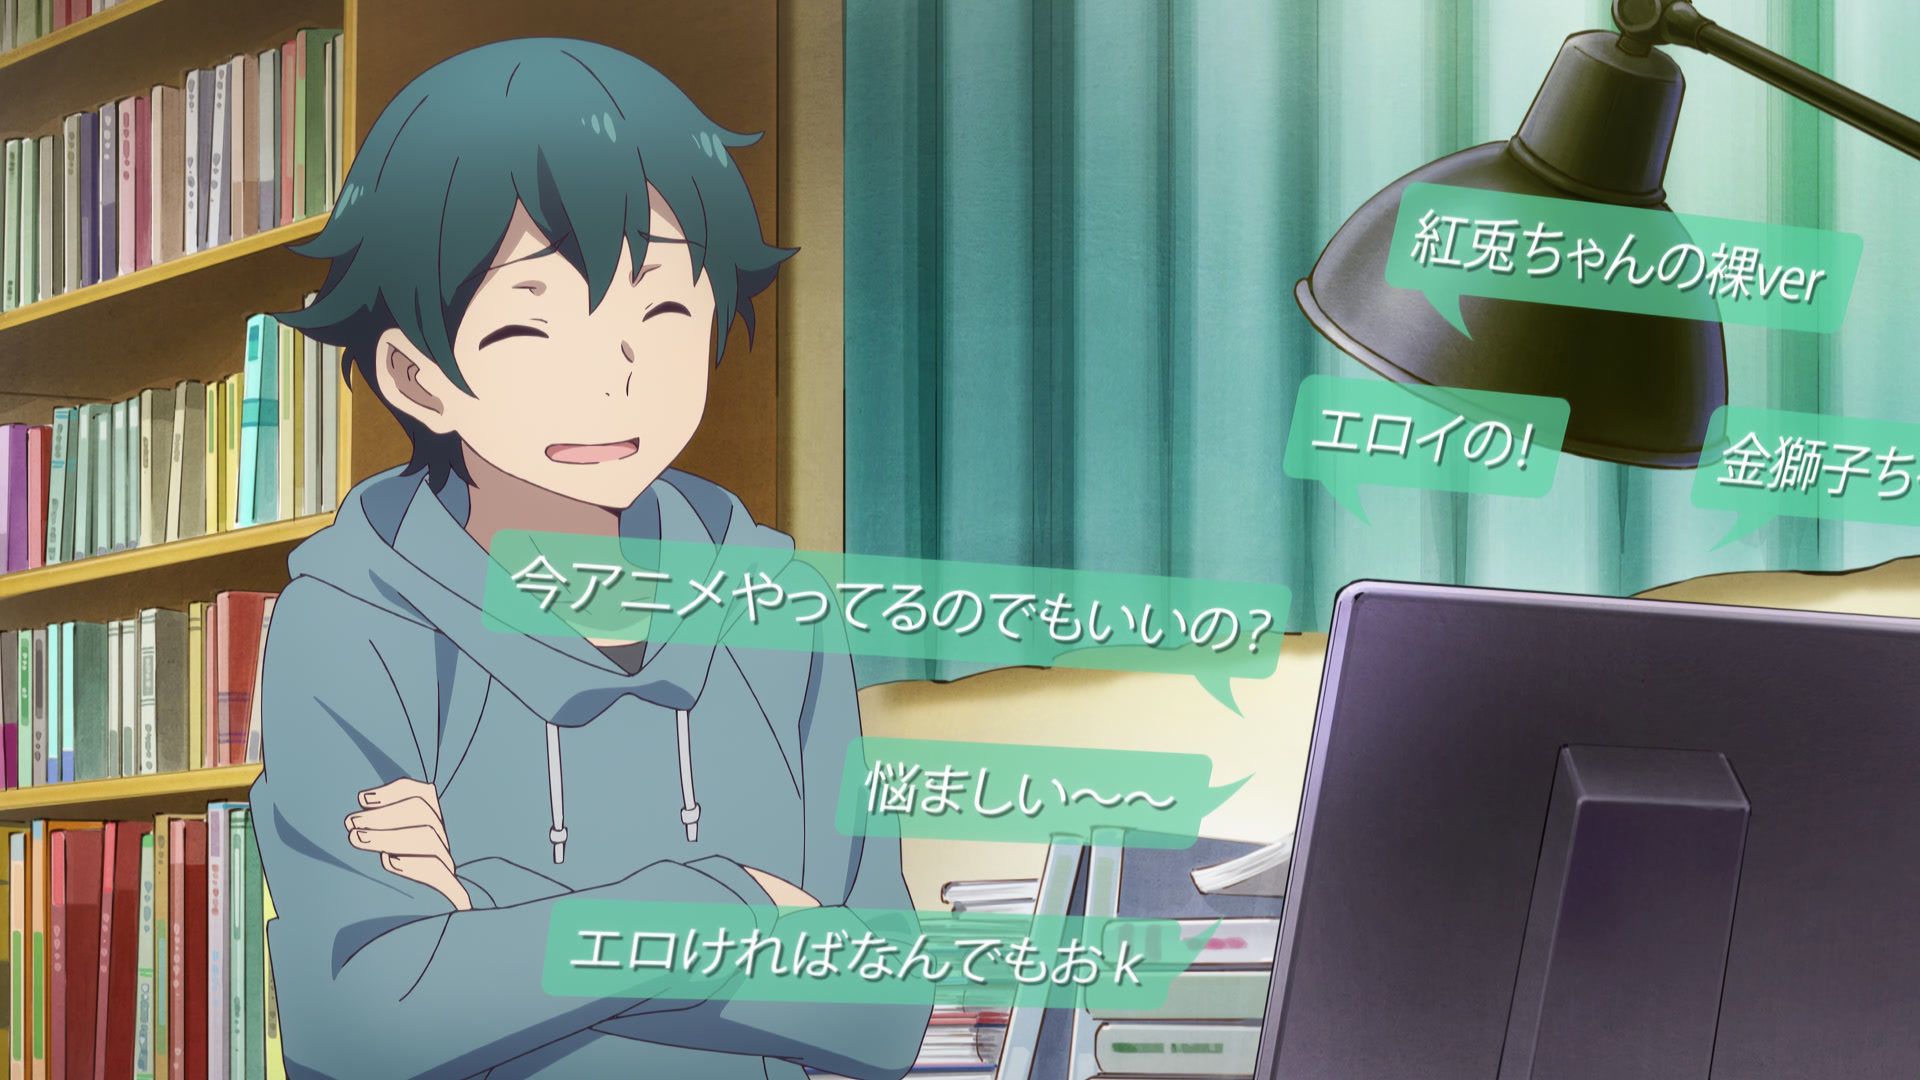 紅兎ちゃんの裸ver
エロイの!
金獅子ち
今アニメやってるのでもいいの?
悩ましい～～
エロければなんでもおk